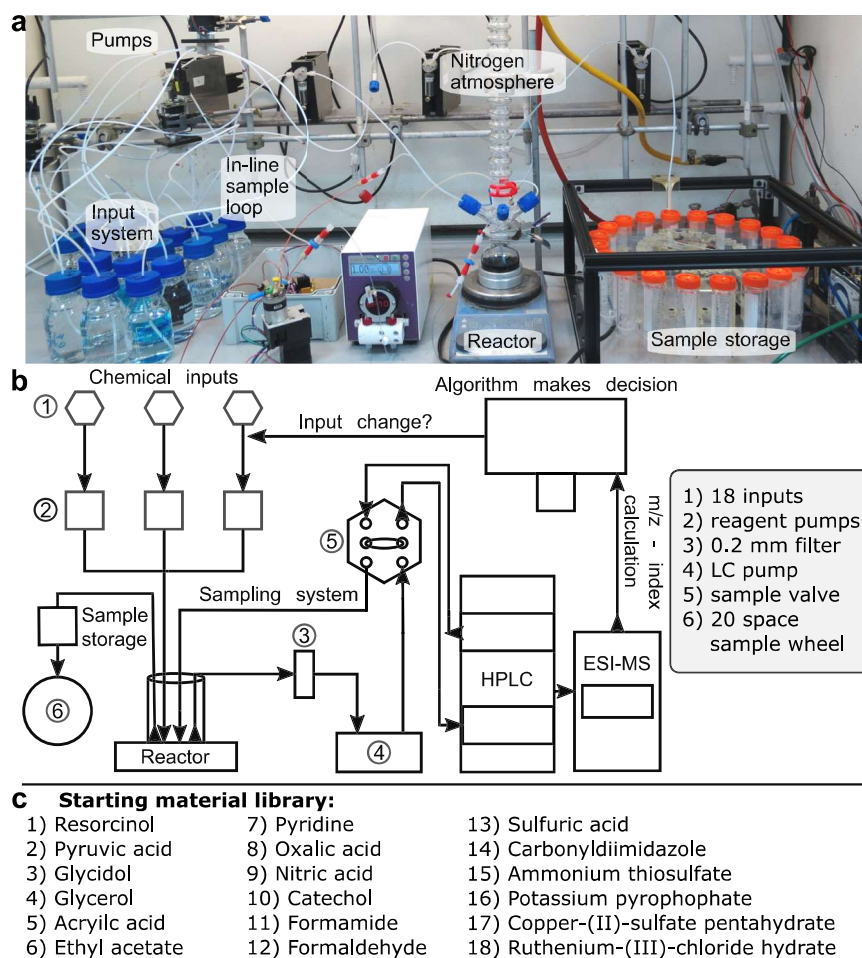 a
Pumps
Nitrogen
atmosphere
In-line
sample
loop
Input
system
Reactor
Sample storage
b
Chemical inputs
Algorithm makes decision
1
Input change?
2
m/z - index
calculation
5
1) 18 inputs
2) reagent pumps
3) 0.2 mm filter
4) LC pump
5) sample valve
6) 20 space
sample wheel
Sampling system
Sample
storage
3
HPLC
ESI-MS
6
Reactor
4
c Starting material library:
1) Resorcinol
2) Pyruvic acid
3) Glycidol
4) Glycerol
5) Acryilc acid
6) Ethyl acetate
7) Pyridine
8) Oxalic acid
9) Nitric acid
10) Catechol
11) Formamide
12) Formaldehyde
13) Sulfuric acid
14) Carbonyldiimidazole
15) Ammonium thiosulfate
16) Potassium pyrophophate
17) Copper-(II)-sulfate pentahydrate
18) Ruthenium-(III)-chloride hydrate